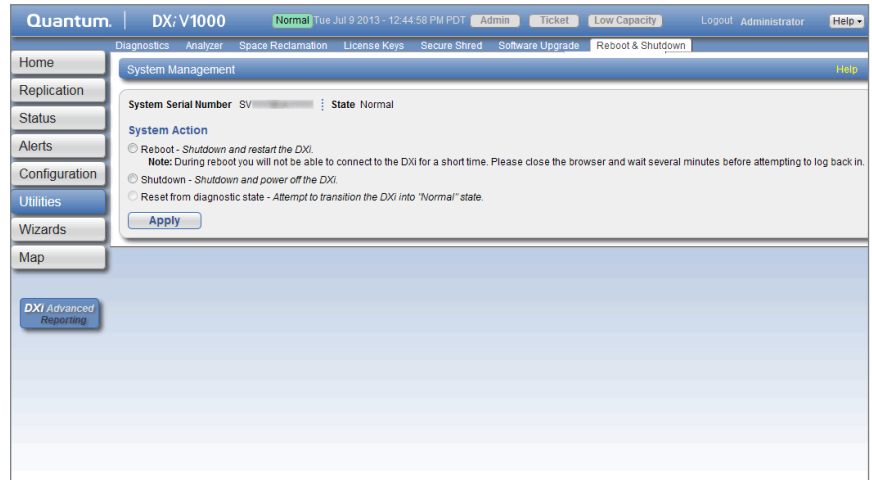 Quantum. DXi V1000 Normal Tue Jul 9 2013 - 12:44:58 PM PDT Admin Ticket Low Capacity Logout Administrator Help
Diagnostics Analyzer Space Reclamation License Keys Secure Shred Software Upgrade Reboot & Shutdown
Home
System Management Help
Replication
System Serial Number SV State Normal
Status
System Action
Alerts
Reboot - Shutdown and restart the DXi.
Note: During reboot you will not be able to connect to the DXi for a short time. Please close the browser and wait several minutes before attempting to log back in.
Configuration
Shutdown - Shutdown and power off the DXi.
Utilities
Reset from diagnostic state - Attempt to transition the DXi into "Normal" state.
Apply
Wizards
Map
DXi Advanced
Reporting